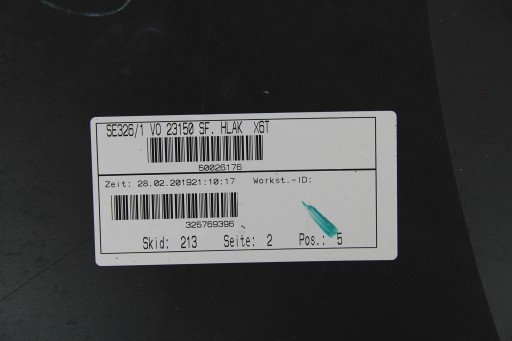 SE326/1 VO 23150 SF. HLAK X6T
50026176
Zeit: 28.02.201921:10:17 Workst.-ID:
325769396
Skid: 213 Seite: 2 Pos.: 5